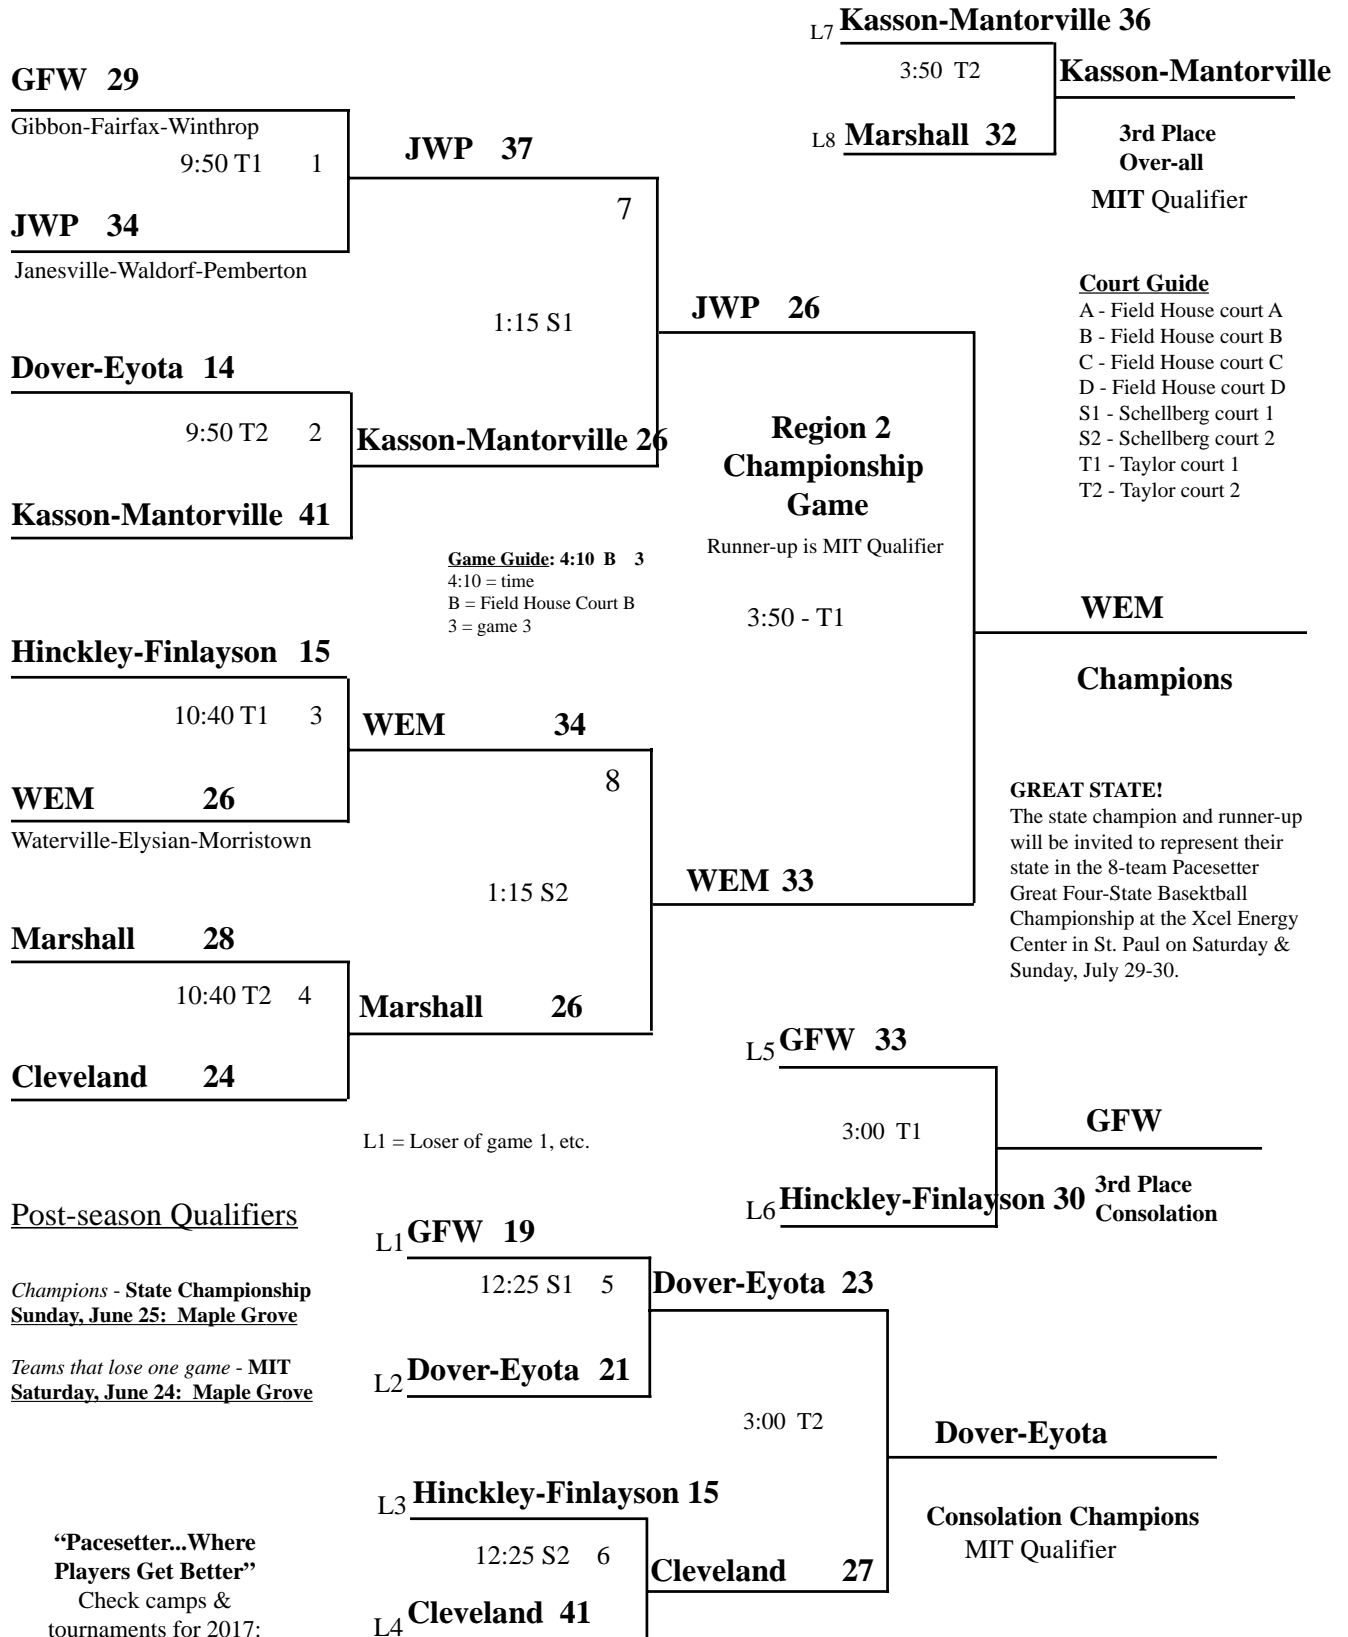 L7 Kasson-Mantorville 36
3:50 T2
Kasson-Mantorville
L8 Marshall 32
3rd Place
Over-all
MIT Qualifier
GFW 29
Gibbon-Fairfax-Winthrop
9:50 T1 1
JWP 34
Janesville-Waldorf-Pemberton
JWP 37
7
1:15 S1
Dover-Eyota 14
9:50 T2 2
Kasson-Mantorville 41
Kasson-Mantorville 26
JWP 26
Court Guide
A - Field House court A
B - Field House court B
C - Field House court C
D - Field House court D
S1 - Schellberg court 1
S2 - Schellberg court 2
T1 - Taylor court 1
T2 - Taylor court 2
Region 2
Championship
Game
Runner-up is MIT Qualifier
3:50 - T1
Game Guide: 4:10 B 3
4:10 = time
B = Field House Court B
3 = game 3
WEM
Champions
Hinckley-Finlayson 15
10:40 T1 3
WEM 26
Waterville-Elysian-Morristown
WEM 34
8
1:15 S2
WEM 33
Marshall 28
10:40 T2 4
Cleveland 24
Marshall 26
GREAT STATE!
The state champion and runner-up
will be invited to represent their
state in the 8-team Pacesetter
Great Four-State Basektball
Championship at the Xcel Energy
Center in St. Paul on Saturday &
Sunday, July 29-30.
L1 = Loser of game 1, etc.
L5 GFW 33
3:00 T1
L6 Hinckley-Finlayson 30
GFW
3rd Place
Consolation
Post-season Qualifiers
Champions - State Championship
Sunday, June 25: Maple Grove
Teams that lose one game - MIT
Saturday, June 24: Maple Grove
L1 GFW 19
12:25 S1 5
L2 Dover-Eyota 21
Dover-Eyota 23
3:00 T2
Dover-Eyota
Consolation Champions
MIT Qualifier
L3 Hinckley-Finlayson 15
12:25 S2 6
L4 Cleveland 41
Cleveland 27
“Pacesetter...Where
Players Get Better”
Check camps &
tournaments for 2017: